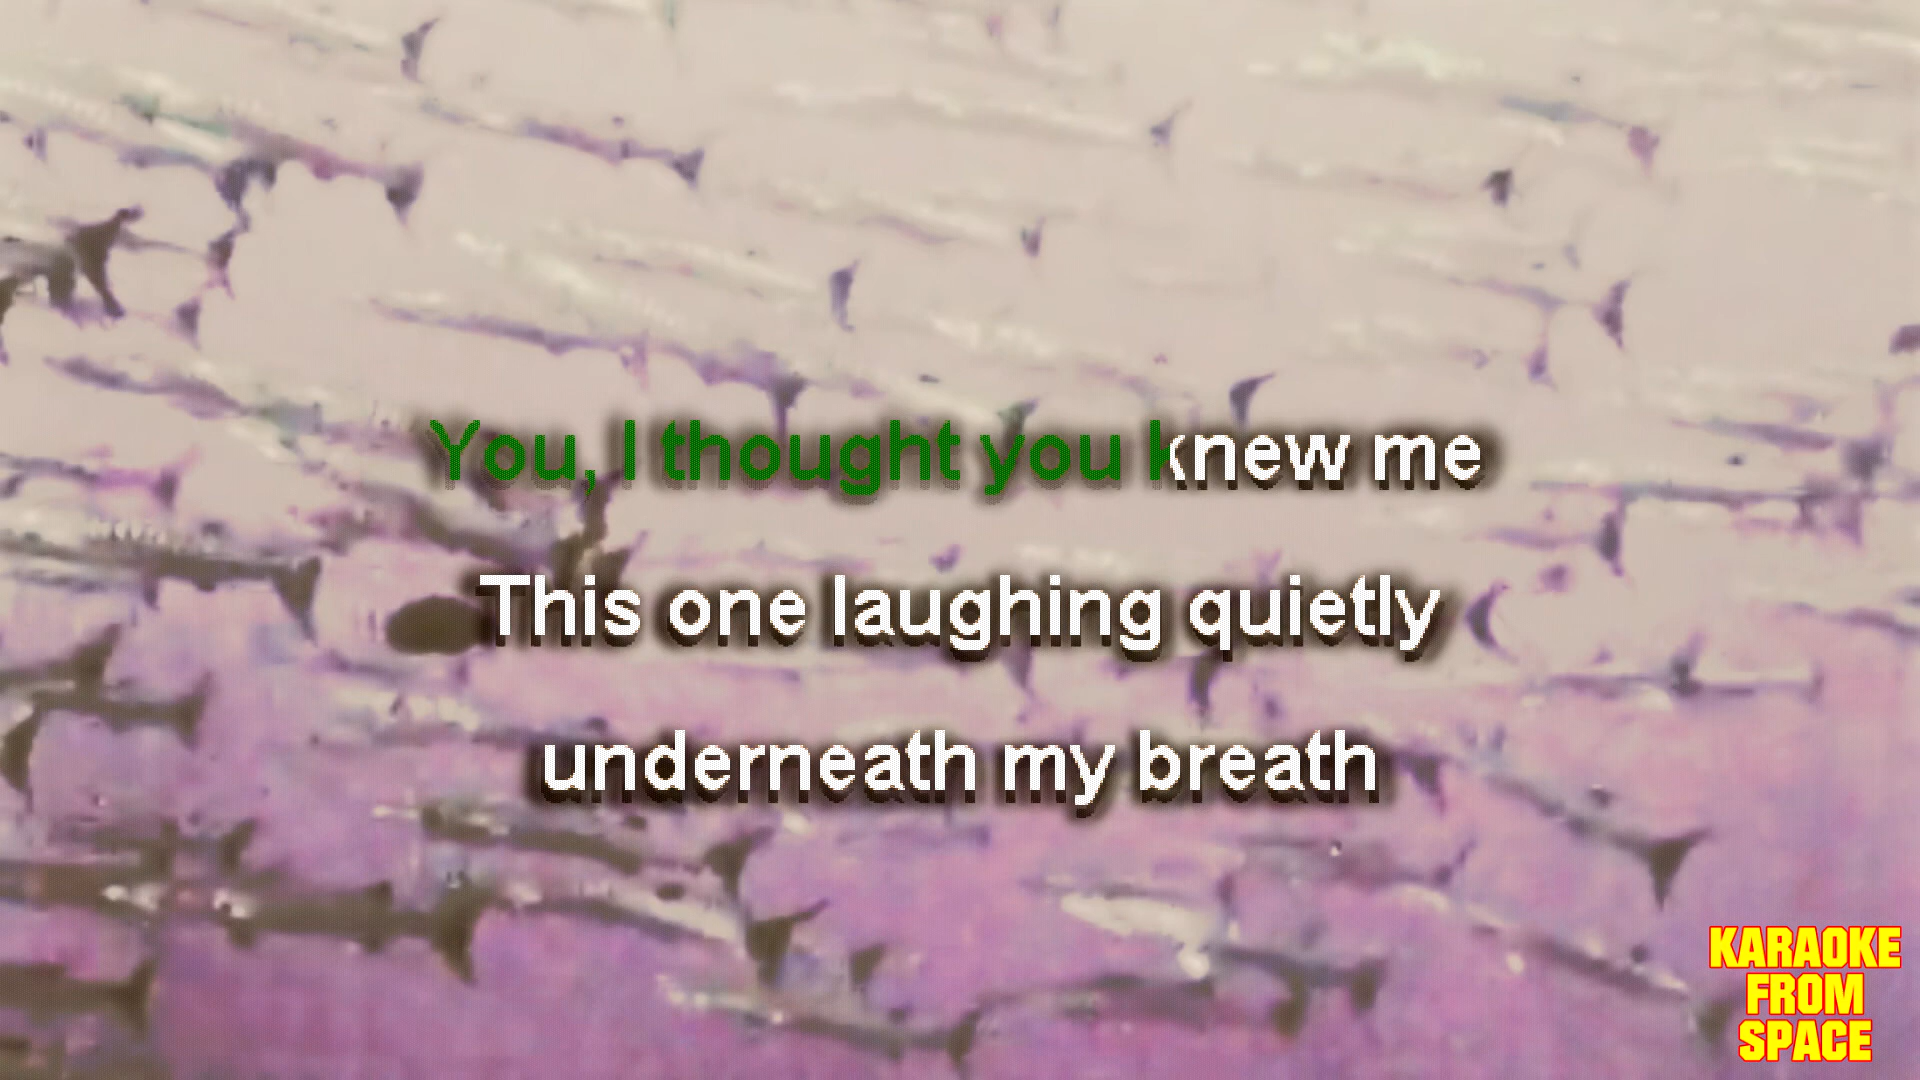 You, I thought you knew me
This one laughing quietly
underneath my breath
KARAOKE
FROM
SPACE